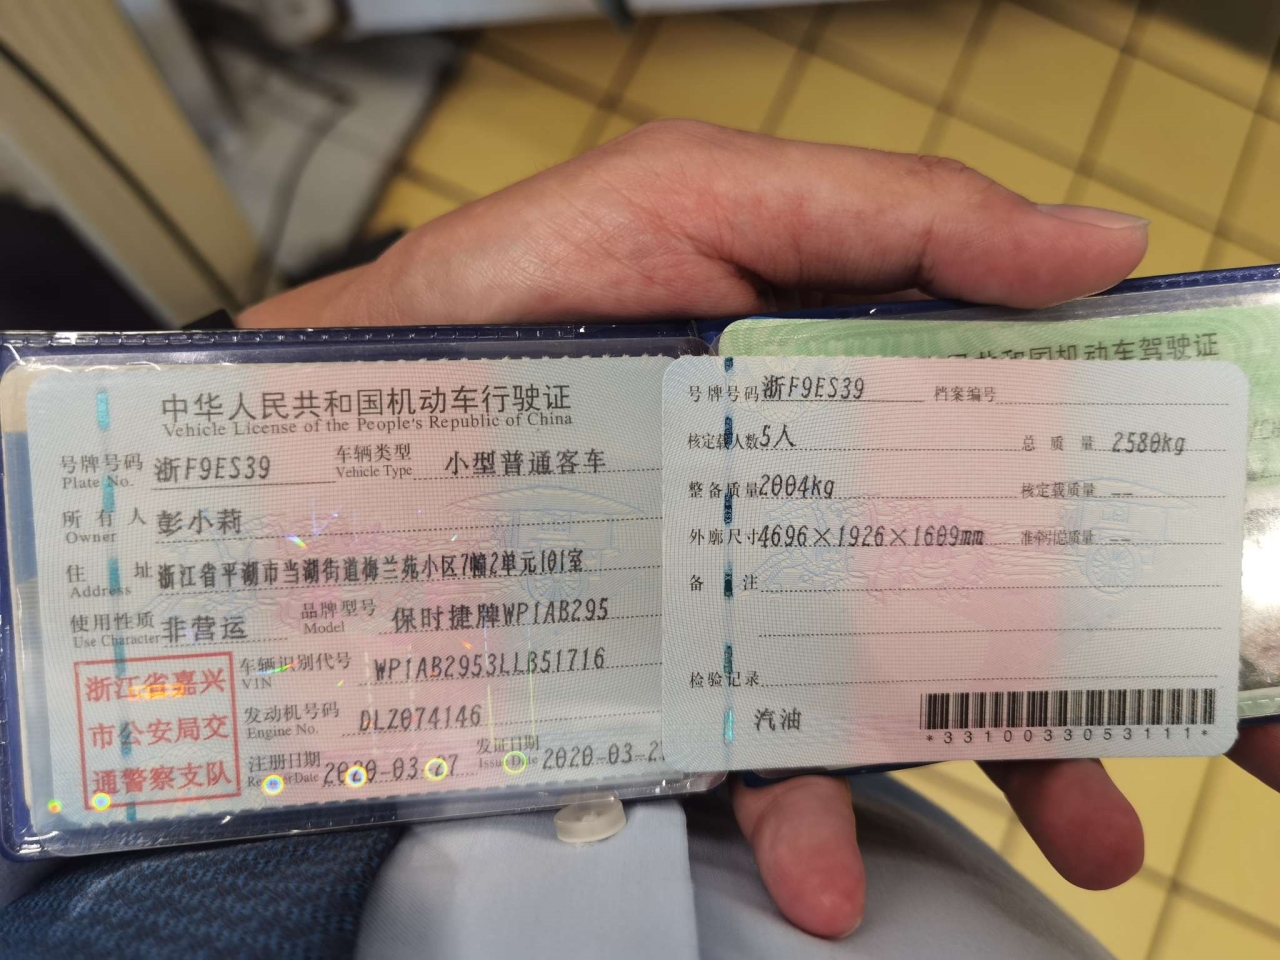 中华人民共和国机动车行驶证
Vehicle License of the People's Republic of China
号牌号码 浙F9ES39 车辆类型 小型普通客车
Plate No. Vehicle Type
所有人 彭小莉
Owner
住址 浙江省平湖市当湖街道梅兰苑小区7幢2单元101室
Address
使用性质 非营运 品牌型号 保时捷牌WP1AB295
Use Character Model
浙江省嘉兴
市公安局交
通警察支队
车辆识别代号 WP1AB2953LLB51716
VIN
发动机号码 DLZ074146
Engine No.
注册日期 2020-03-27 发证日期 2020-03-2
Register Date Issue Date
民共和国机动车驾驶证
号牌号码 浙F9ES39 档案编号
核定载人数 5人 总质量 2580kg
整备质量 2004kg 核定载质量 --
外廓尺寸 4696×1926×1609mm 准牵引总质量 --
备注
检验记录
汽油
*3310033053111*